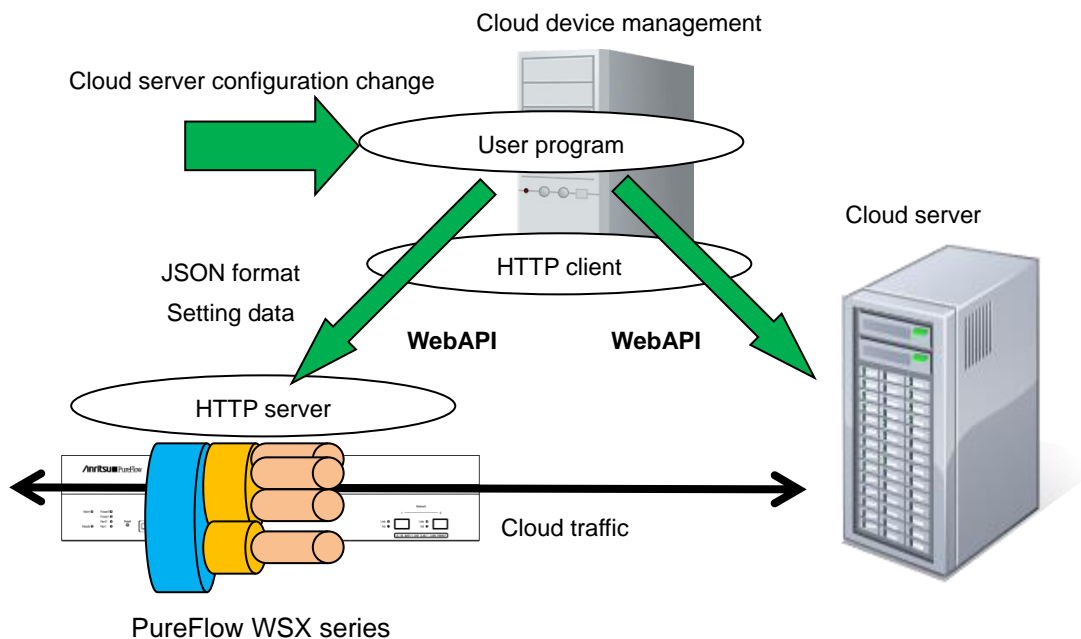 Cloud device management
Cloud server configuration change
User program
Cloud server
HTTP client
JSON format
Setting data
WebAPI
WebAPI
HTTP server
Anritsu PureFlow
Cloud traffic
PureFlow WSX series